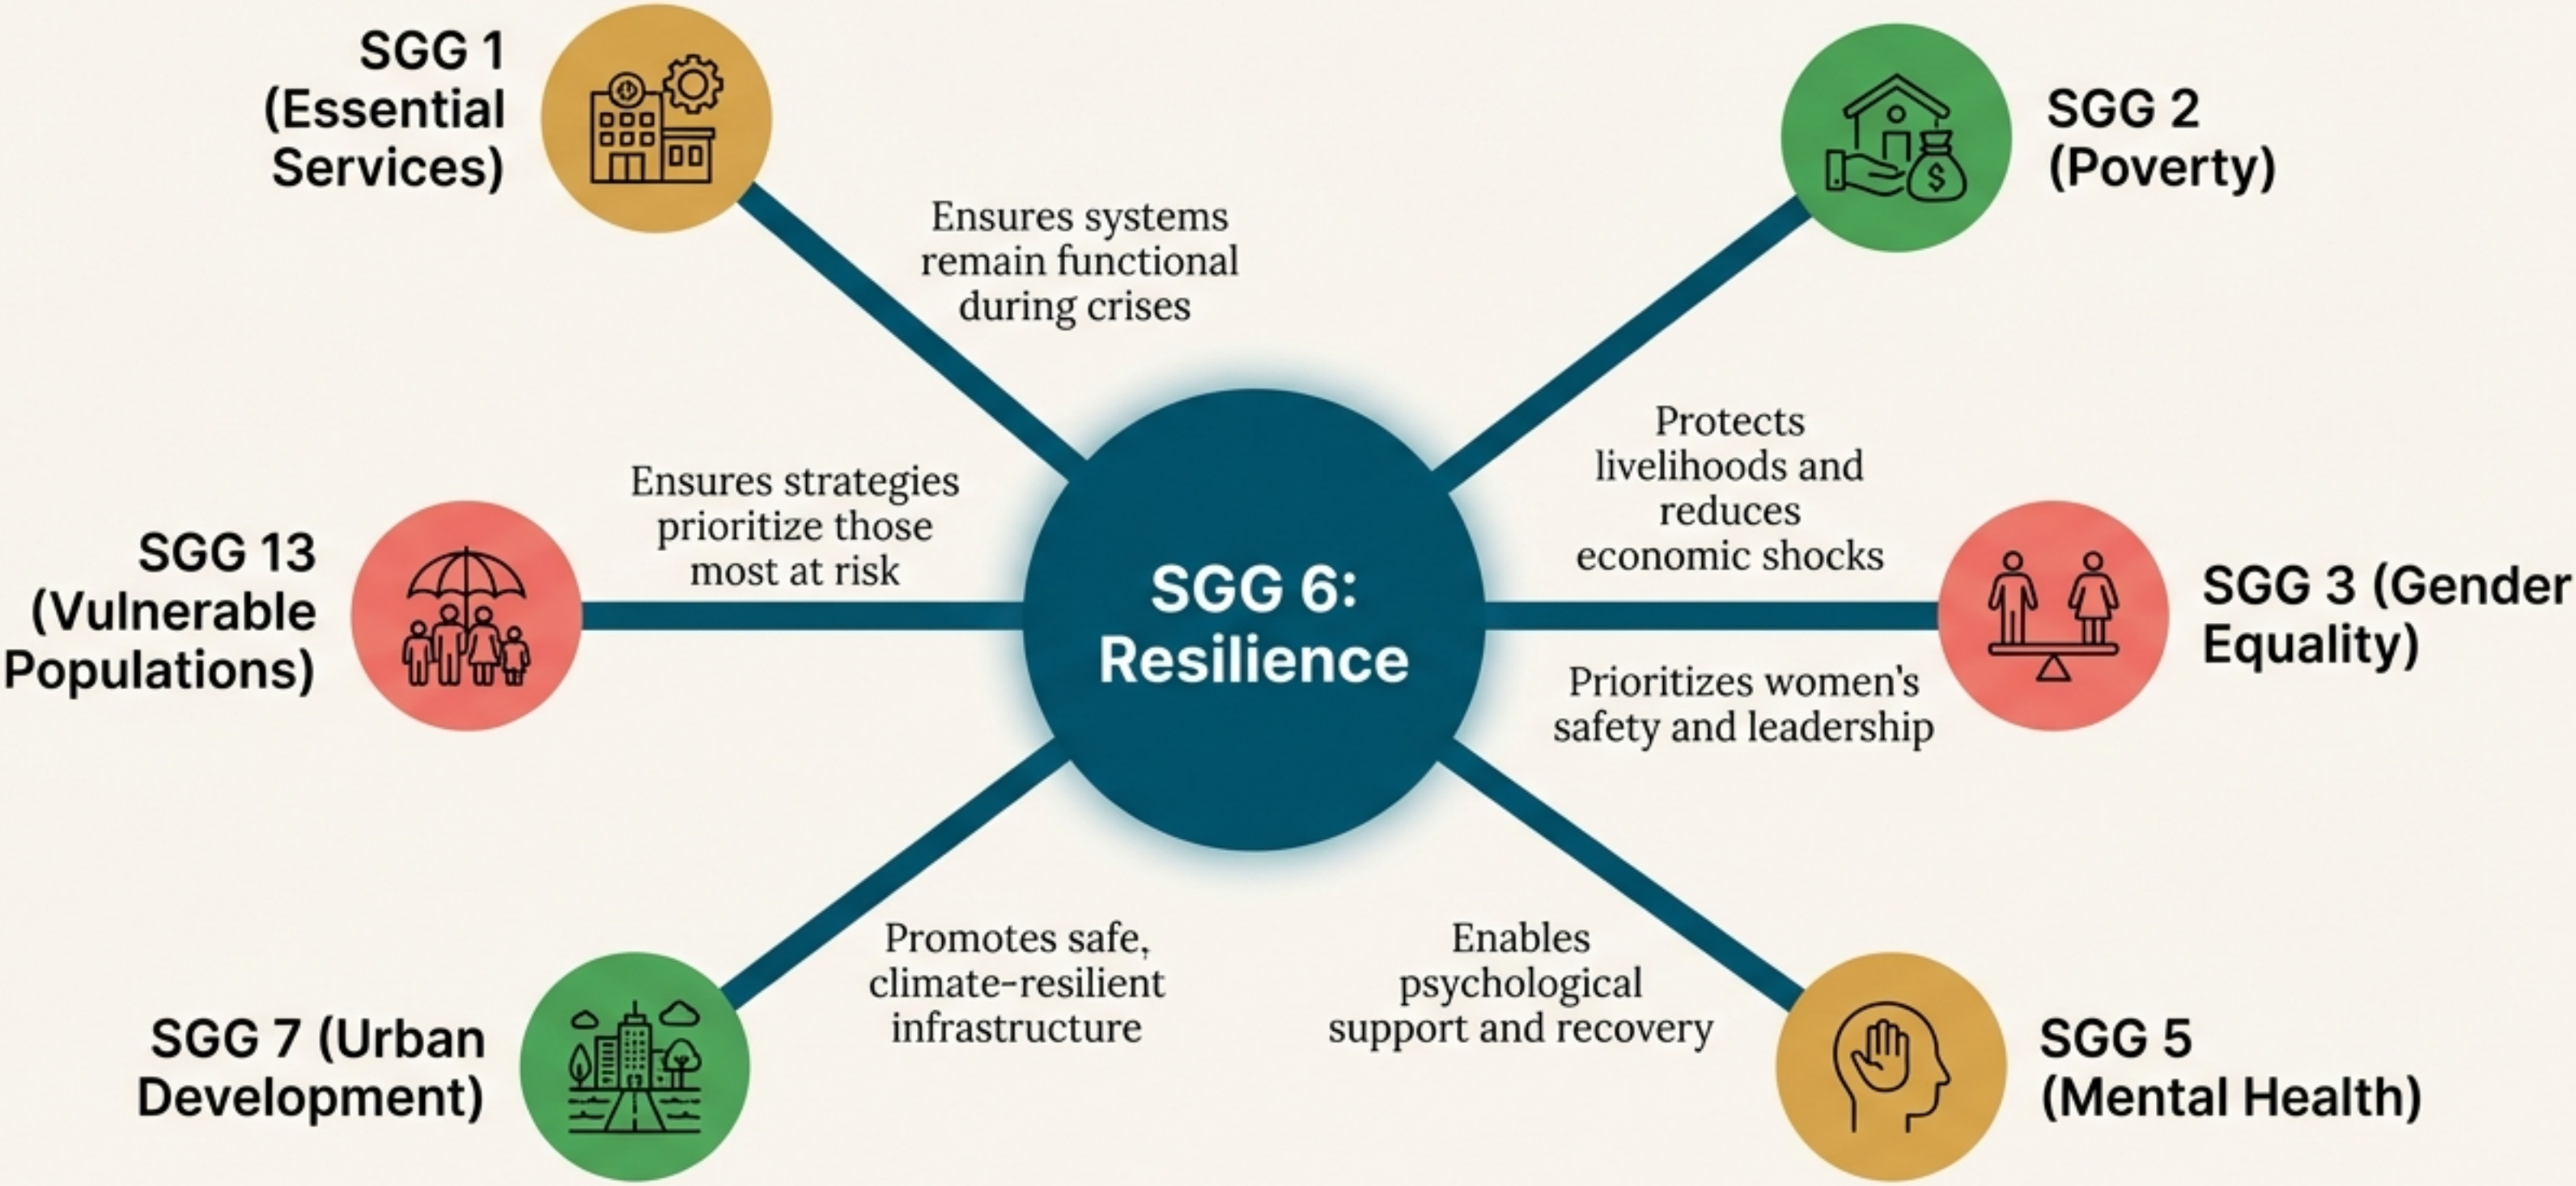 SGG 1
(Essential
Services)
SGG 2
(Poverty)
Ensures systems
remain functional
during crises
Protects
livelihoods and
reduces
economic shocks
Ensures strategies
prioritize those
most at risk
SGG 13
(Vulnerable
Populations)
SGG 6:
Resilience
SGG 3 (Gender
Equality)
Prioritizes women's
safety and leadership
Promotes safe,
climate-resilient
infrastructure
Enables
psychological
support and recovery
SGG 7 (Urban
Development)
SGG 5
(Mental Health)
$